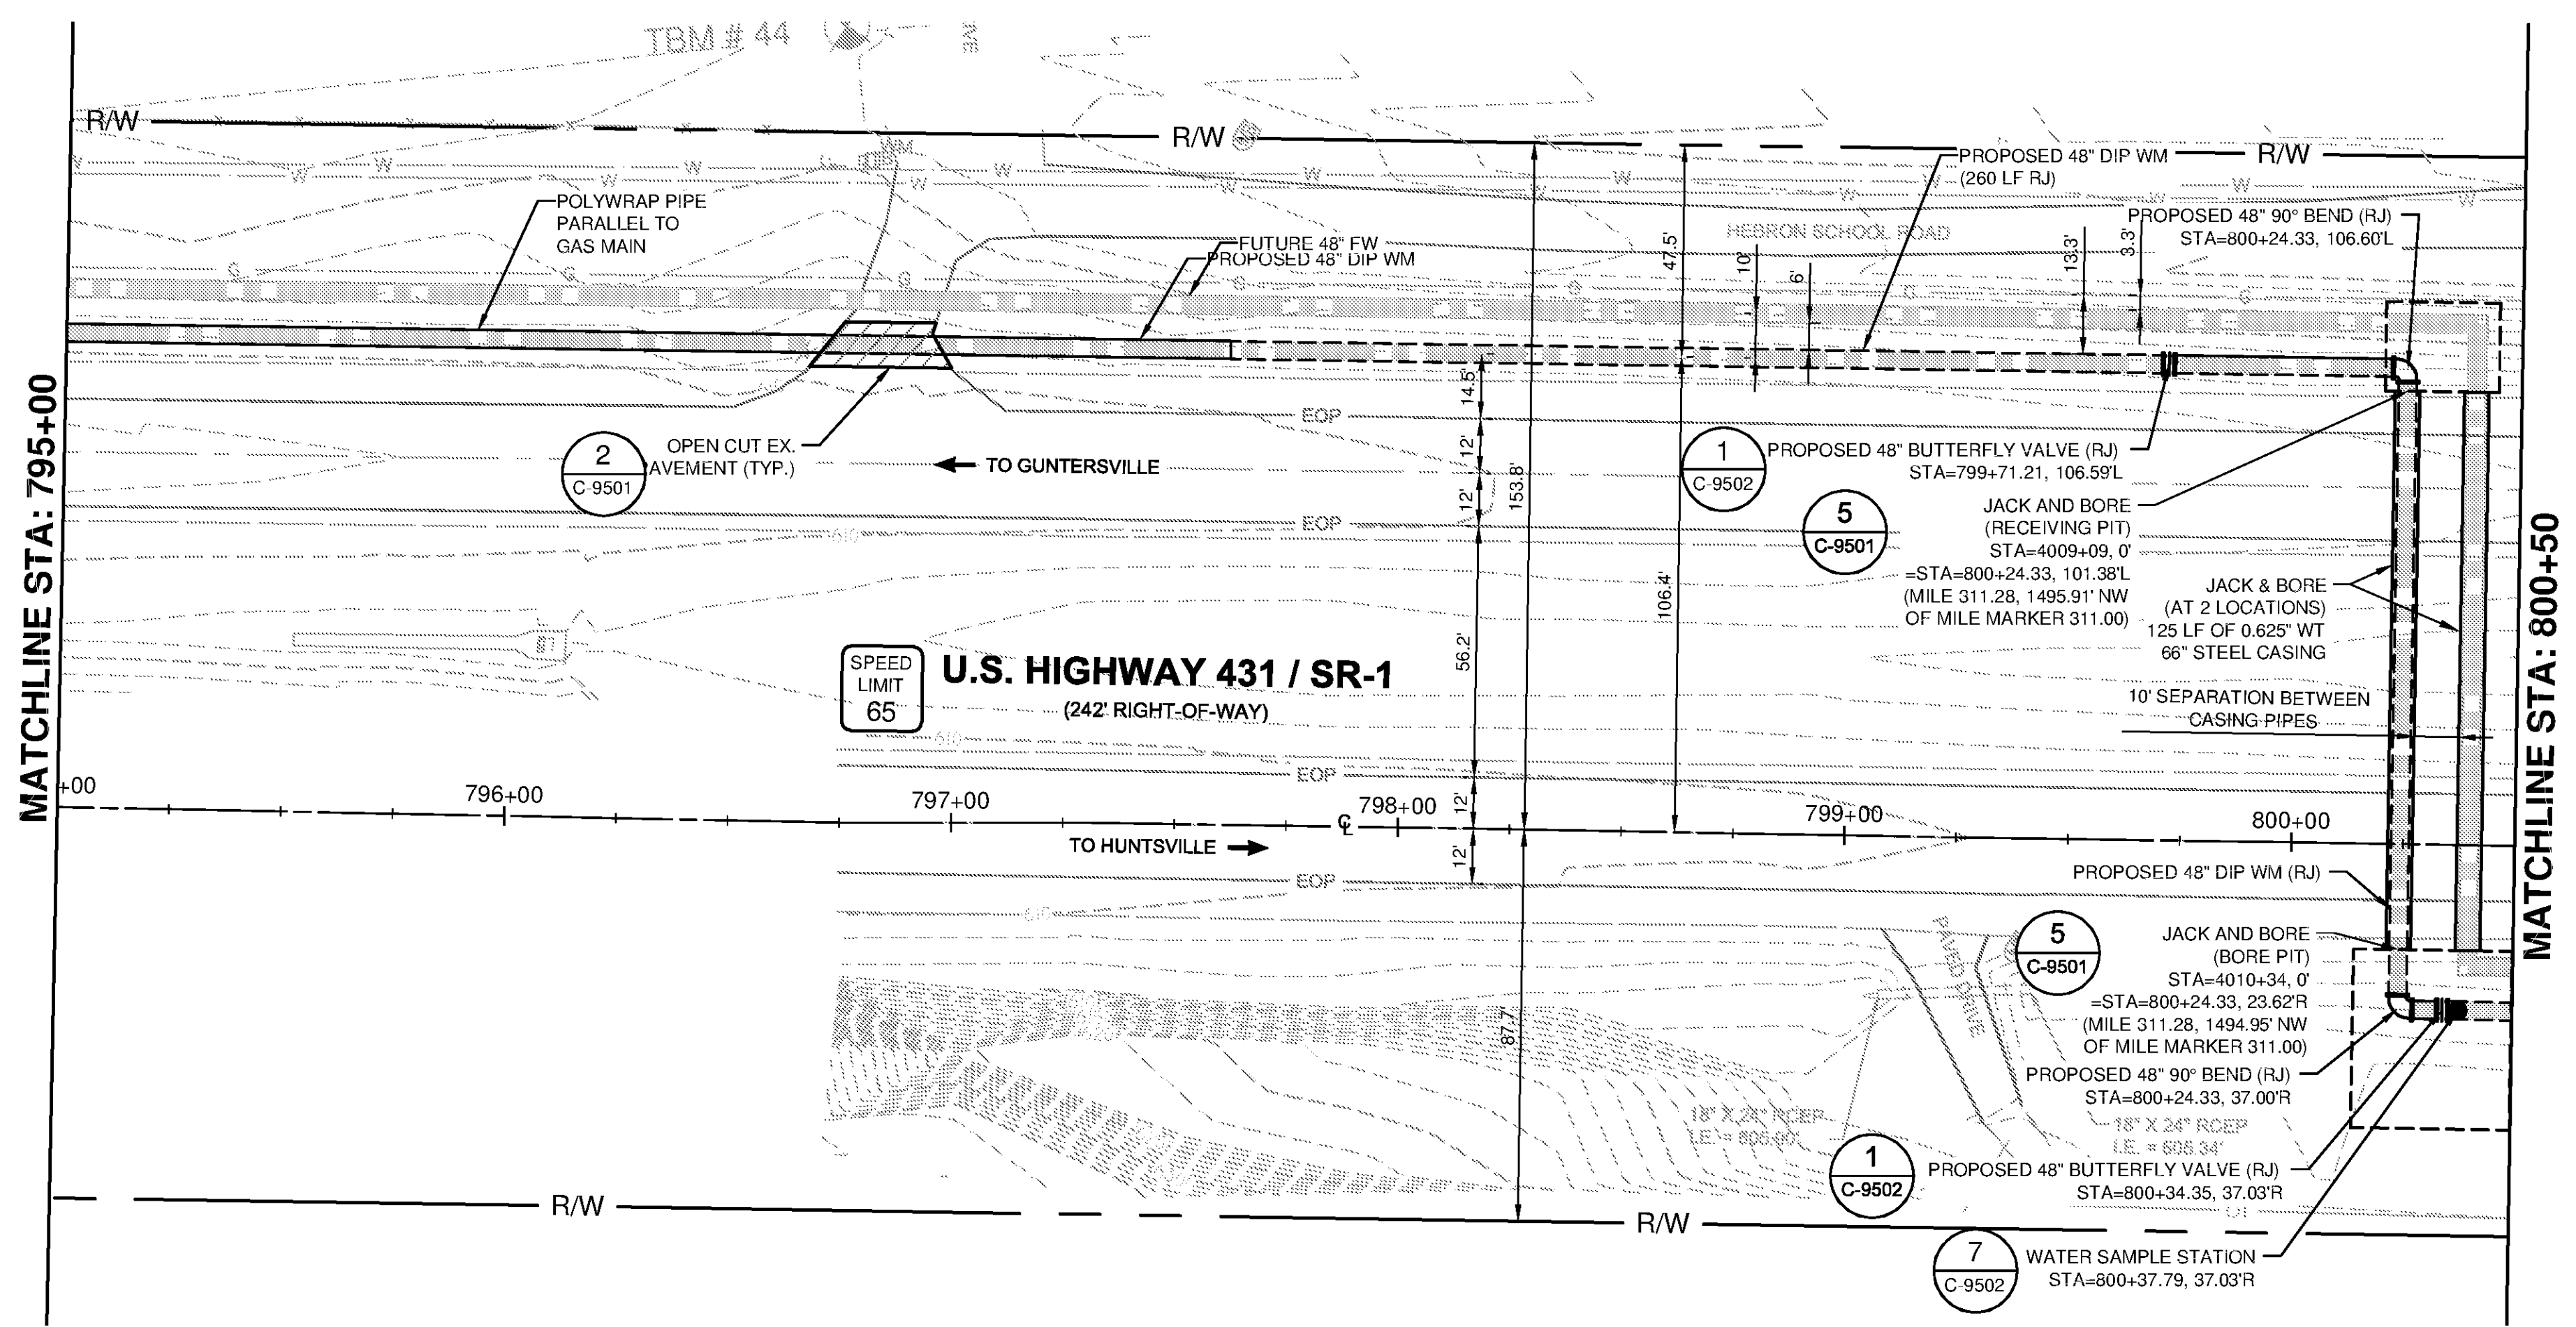 TBM # 44
R/W
R/W
PROPOSED 48" DIP WM
(260 LF RJ)
R/W
WM
POLYWRAP PIPE
PARALLEL TO
GAS MAIN
PROPOSED 48" 90° BEND (RJ)
STA=800+24.33, 106.60'L
HEBRON SCHOOL ROAD
FUTURE 48" FW
PROPOSED 48" DIP WM
47.5'
10'
6'
13.3'
3.3'
14.5'
EOP
12'
2
C-9501
OPEN CUT EX.
AVEMENT (TYP.)
TO GUNTERSVILLE
12'
153.8'
1
C-9502
PROPOSED 48" BUTTERFLY VALVE (RJ)
STA=799+71.21, 106.59'L
EOP
610
5
C-9501
JACK AND BORE
(RECEIVING PIT)
STA=4009+09, 0'
=STA=800+24.33, 101.38'L
(MILE 311.28, 1495.91' NW
OF MILE MARKER 311.00)
106.4'
56.2'
JACK & BORE
(AT 2 LOCATIONS)
125 LF OF 0.625" WT
66" STEEL CASING
MATCHLINE STA: 795+00
MATCHLINE STA: 800+50
SPEED
LIMIT
65
U.S. HIGHWAY 431 / SR-1
(242' RIGHT-OF-WAY)
10' SEPARATION BETWEEN
CASING PIPES
610
EOP
+00
796+00
797+00
798+00
799+00
800+00
12'
TO HUNTSVILLE
12'
EOP
610
PROPOSED 48" DIP WM (RJ)
PAVED DRIVE
5
C-9501
JACK AND BORE
(BORE PIT)
STA=4010+34, 0'
=STA=800+24.33, 23.62'R
(MILE 311.28, 1494.95' NW
OF MILE MARKER 311.00)
87.7'
PROPOSED 48" 90° BEND (RJ)
STA=800+24.33, 37.00'R
18" X 24" RCEP
18" X 24" RCEP
1
C-9502
PROPOSED 48" BUTTERFLY VALVE (RJ)
STA=800+34.35, 37.03'R
R/W
R/W
7
C-9502
WATER SAMPLE STATION
STA=800+37.79, 37.03'R